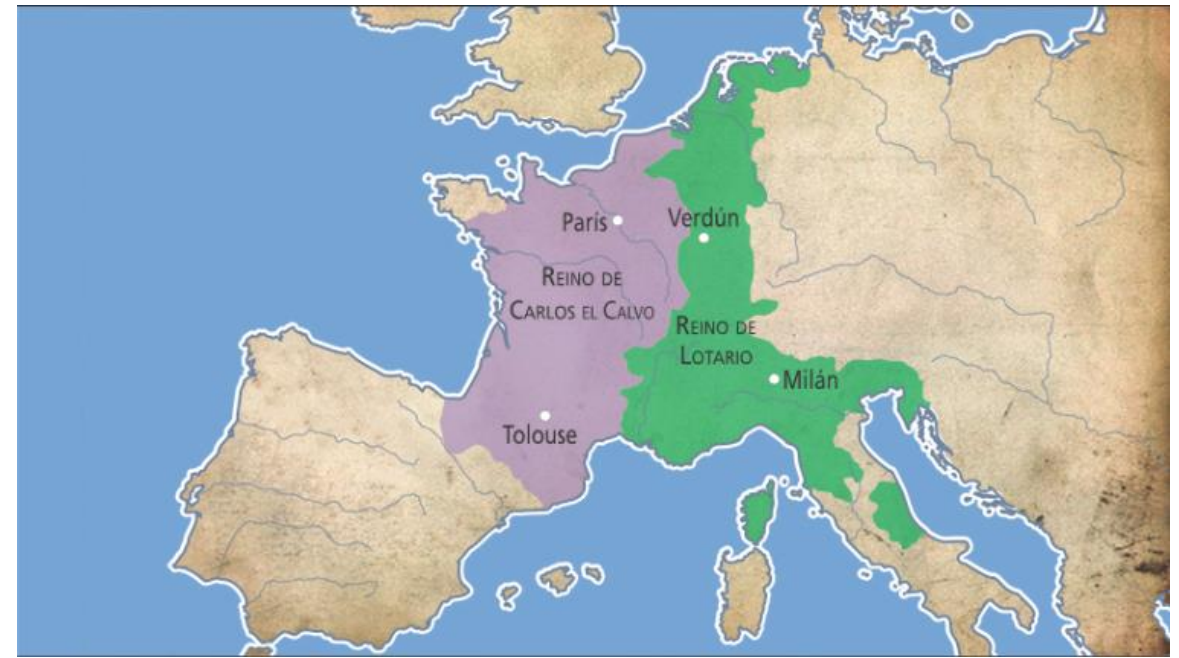 París
Verdún
REINO DE
CARLOS EL CALVO
REINO DE
LOTARIO
Milán
Tolouse